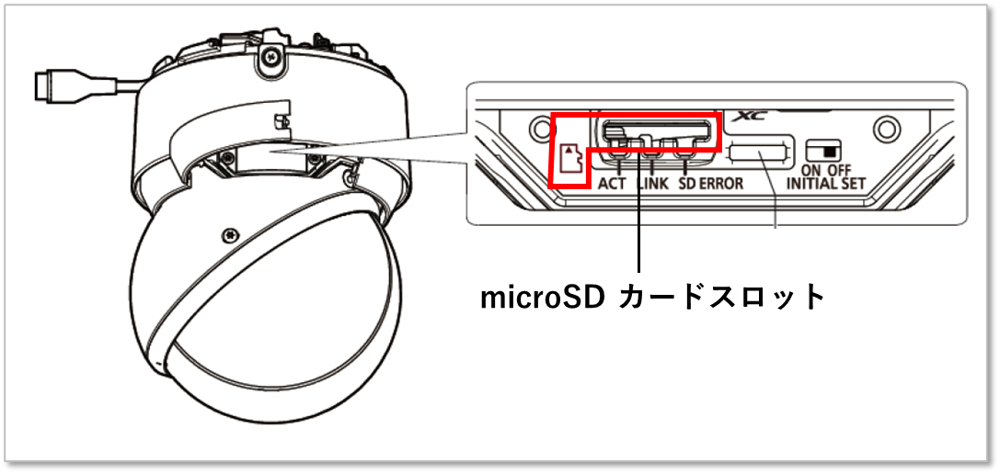 XC
ACT LINK SD ERROR
ON OFF
INITIAL SET
microSD カードスロット